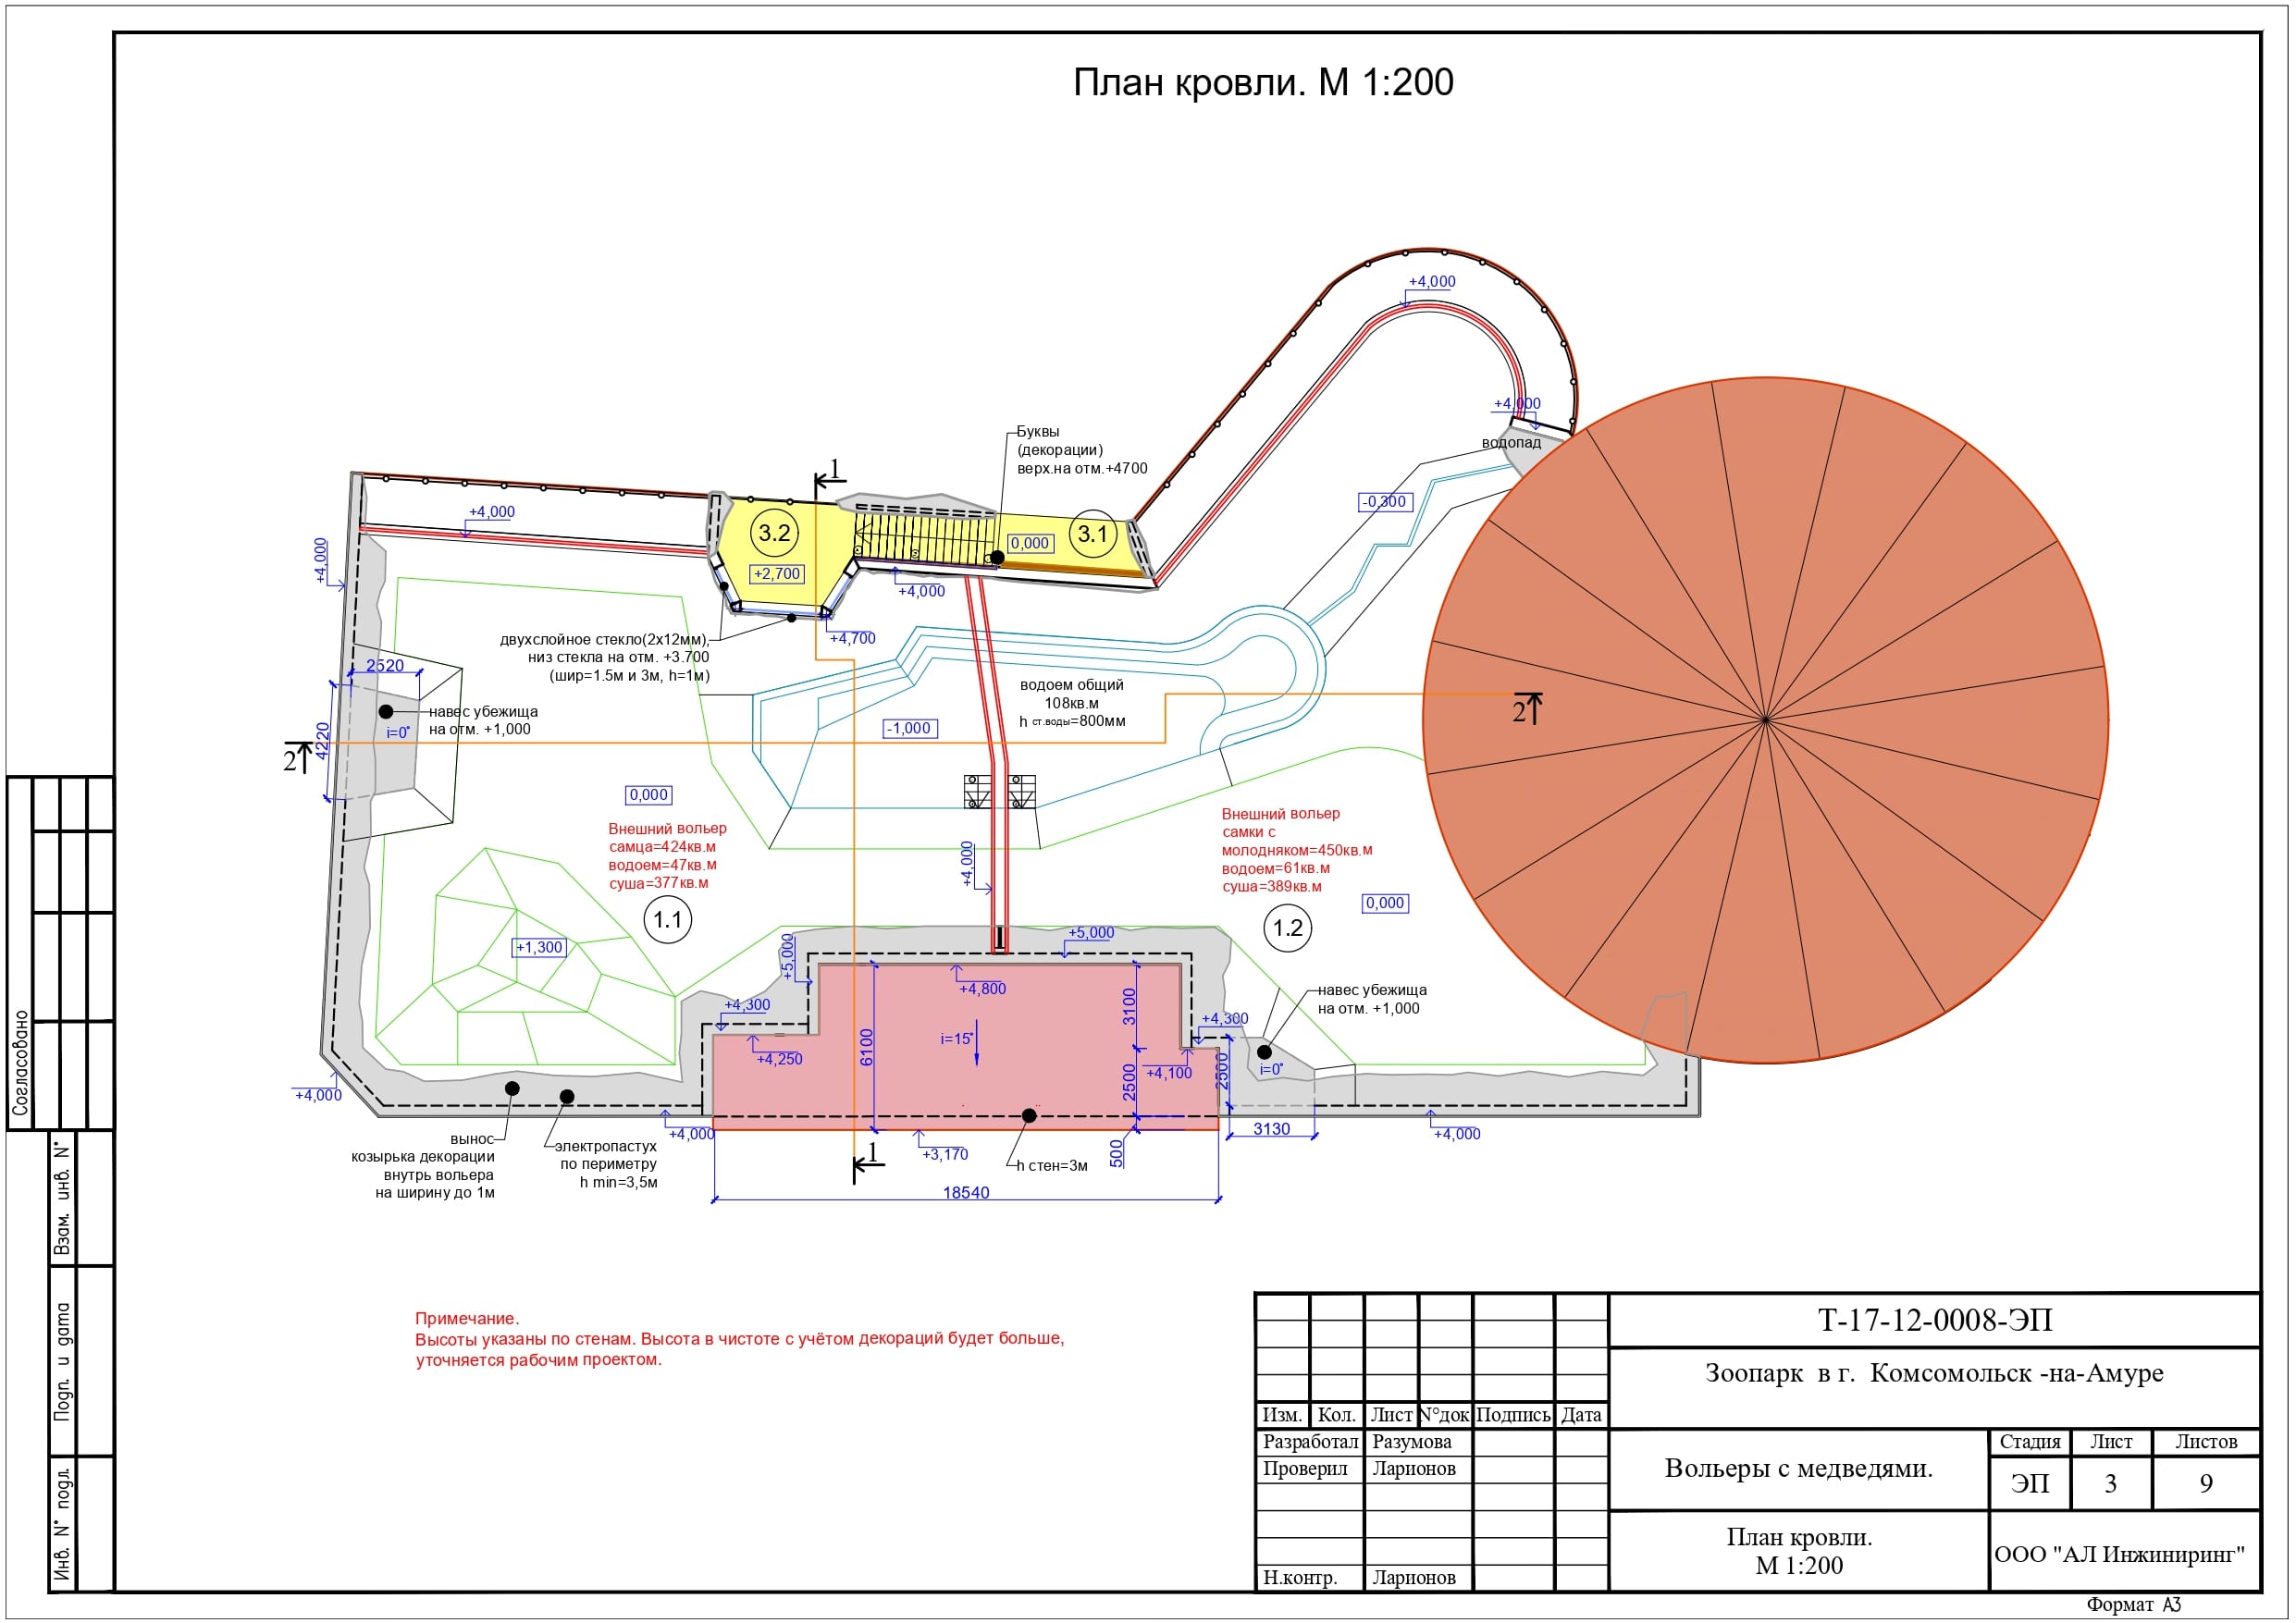 План кровли. М 1:200
+4,000
+4,000
водопад
-0,300
Буквы
(декорации)
верх.на отм.+4700
1
+4,000
3.2
3.1
0,000
+2,700
+4,000
+4,000
+4,700
двухслойное стекло(2х12мм),
низ стекла на отм. +3.700
(шир=1.5м и 3м, h=1м)
2520
4220
навес убежища
на отм. +1,000
i=0°
2
водоем общий
108кв.м
h ст.воды=800мм
-1,000
2
0,000
Внешний вольер
самца=424кв.м
водоем=47кв.м
суша=377кв.м
1.1
+4,000
Внешний вольер
самки с
молодняком=450кв.м
водоем=61кв.м
суша=389кв.м
0,000
1.2
+1,300
+5,000
+5,000
+4,800
+4,300
+4,250
6100
i=15°
3100
+4,300
+4,100
2500
2500
навес убежища
на отм. +1,000
i=0°
+4,000
+4,000
+3,170
500
3130
+4,000
1
h стен=3м
18540
вынос
козырька декорации
внутрь вольера
на ширину до 1м
электропастух
по периметру
h min=3,5м
Примечание.
Высоты указаны по стенам. Высота в чистоте с учётом декораций будет больше,
уточняется рабочим проектом.
Согласовано
Взам. инв. N°
Подп. и дата
Инв. N° подл.
Т-17-12-0008-ЭП
Зоопарк в г. Комсомольск -на-Амуре
Изм. Кол. Лист N°док Подпись Дата
Разработал Разумова
Проверил Ларионов
Н.контр. Ларионов
Вольеры с медведями.
Стадия Лист Листов
ЭП 3 9
План кровли.
М 1:200
ООО "АЛ Инжиниринг"
Формат А3